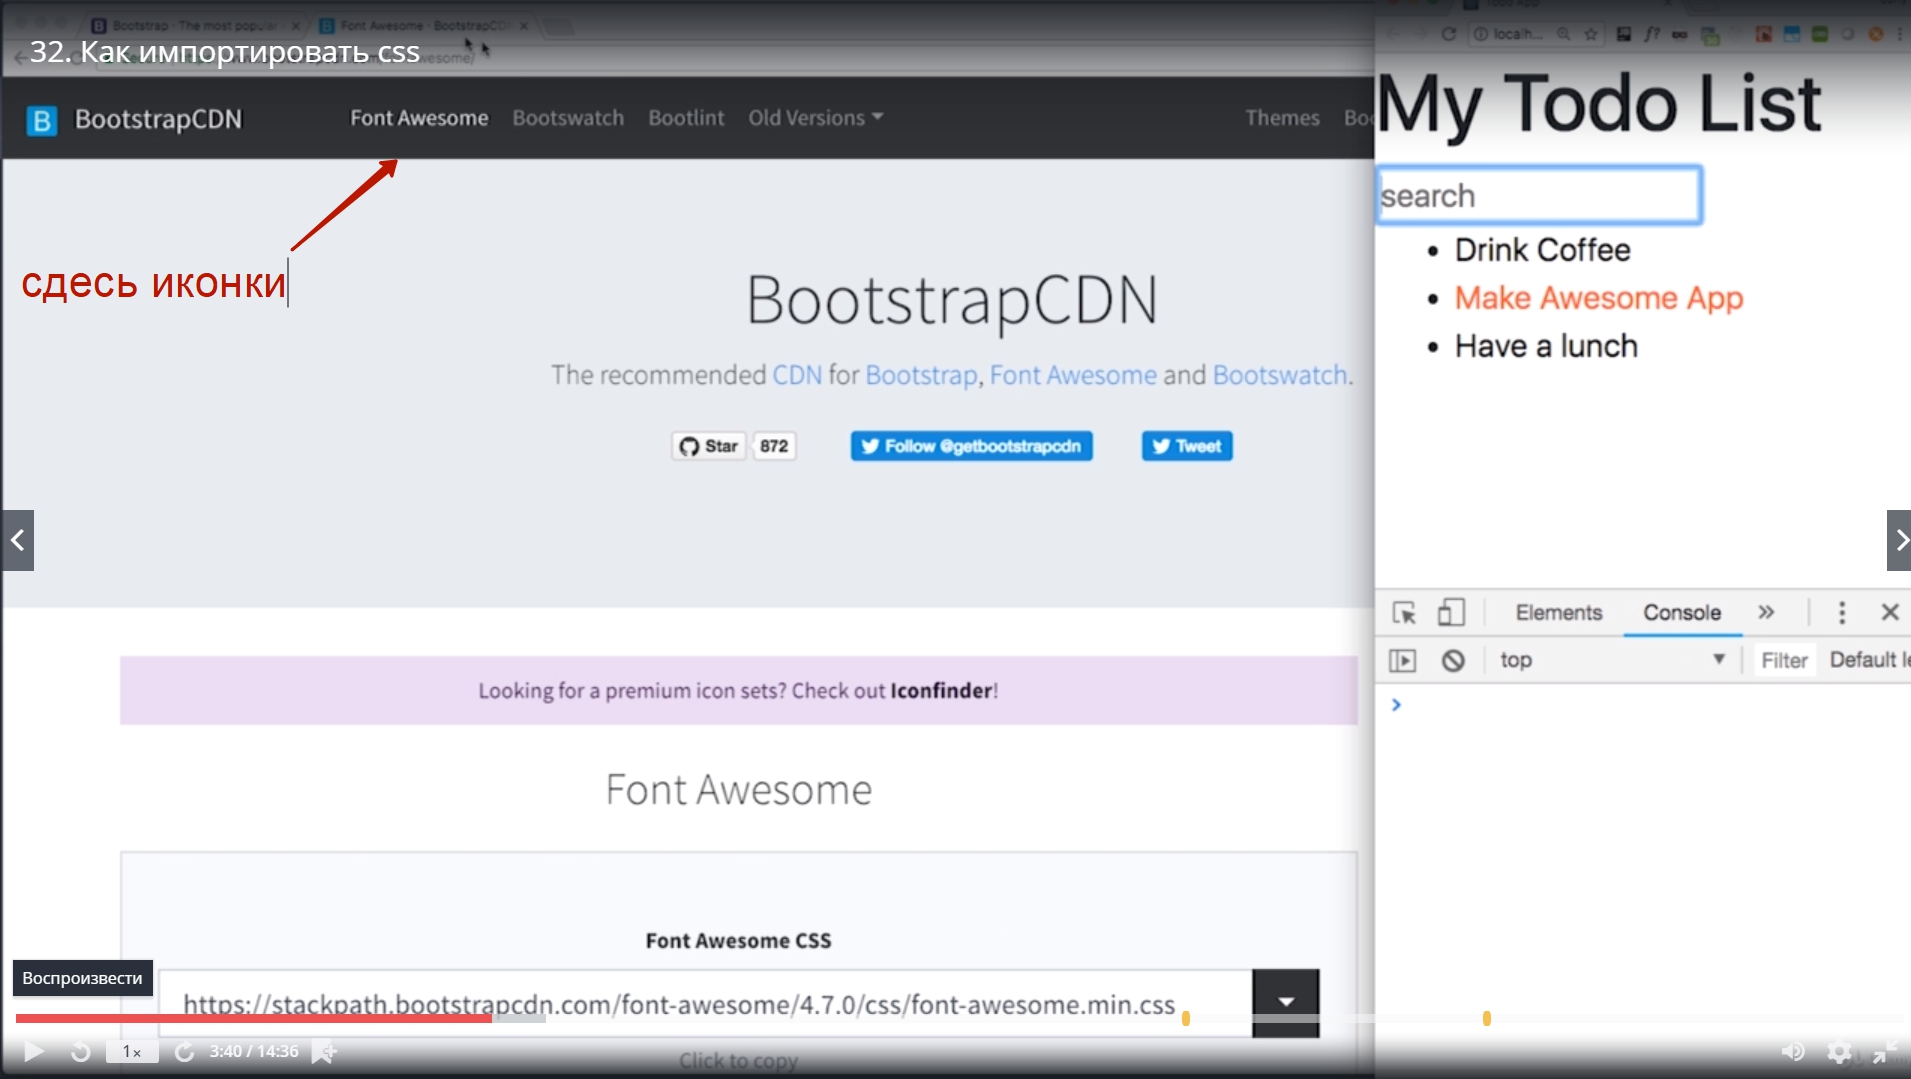 Bootstrap · The most popular
Font Awesome · BootstrapCDN
Todo App
32. Как импортировать css
localh...
BootstrapCDN
Font Awesome
Bootswatch
Bootlint
Old Versions
Themes
My Todo List
search
Drink Coffee
Make Awesome App
Have a lunch
сдесь иконки
BootstrapCDN
The recommended CDN for Bootstrap, Font Awesome and Bootswatch.
Star 872
Follow @getbootstrapcdn
Tweet
Elements Console
top Filter Default le
Looking for a premium icon sets? Check out Iconfinder!
Font Awesome
Font Awesome CSS
Воспроизвести
https://stackpath.bootstrapcdn.com/font-awesome/4.7.0/css/font-awesome.min.css
1x 3:40 / 14:36
Click to copy